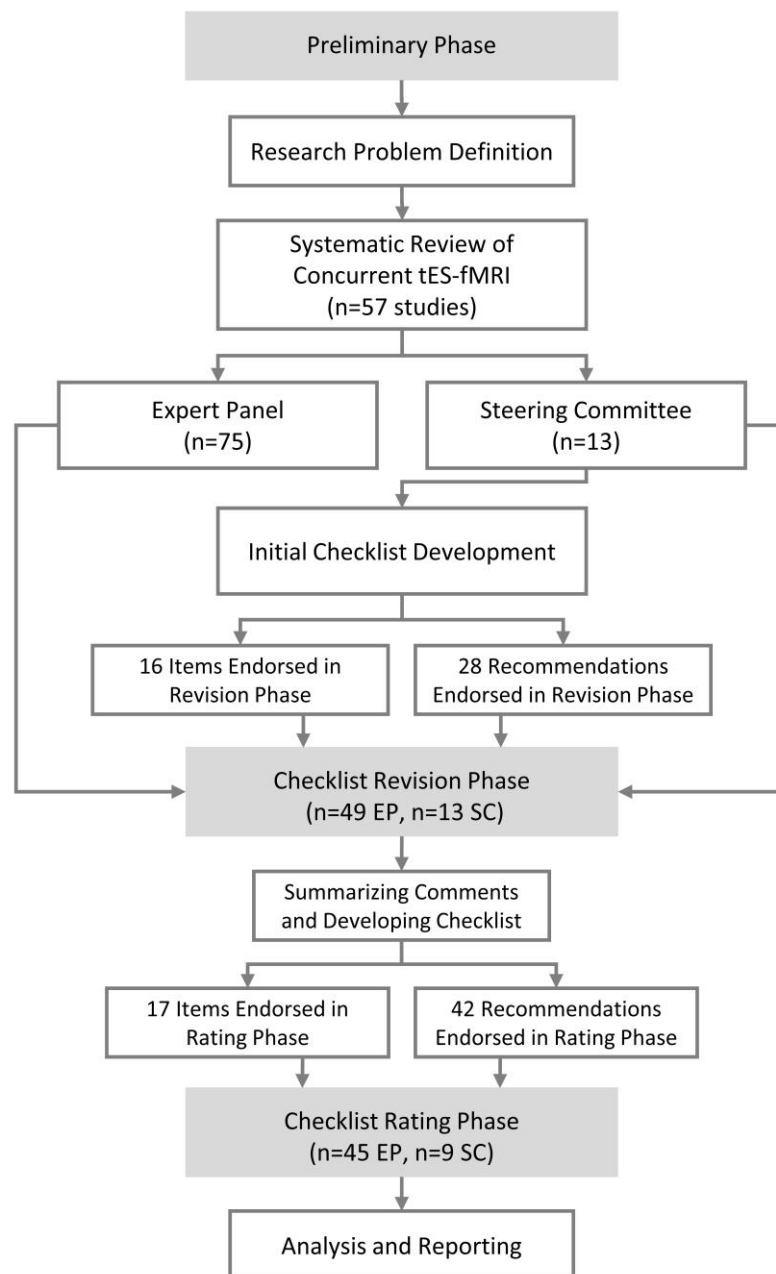 Preliminary Phase
Research Problem Definition
Systematic Review of
Concurrent tES-fMRI
(n=57 studies)
Expert Panel
(n=75)
Steering Committee
(n=13)
Initial Checklist Development
16 Items Endorsed in
Revision Phase
28 Recommendations
Endorsed in Revision Phase
Checklist Revision Phase
(n=49 EP, n=13 SC)
Summarizing Comments
and Developing Checklist
17 Items Endorsed in
Rating Phase
42 Recommendations
Endorsed in Rating Phase
Checklist Rating Phase
(n=45 EP, n=9 SC)
Analysis and Reporting